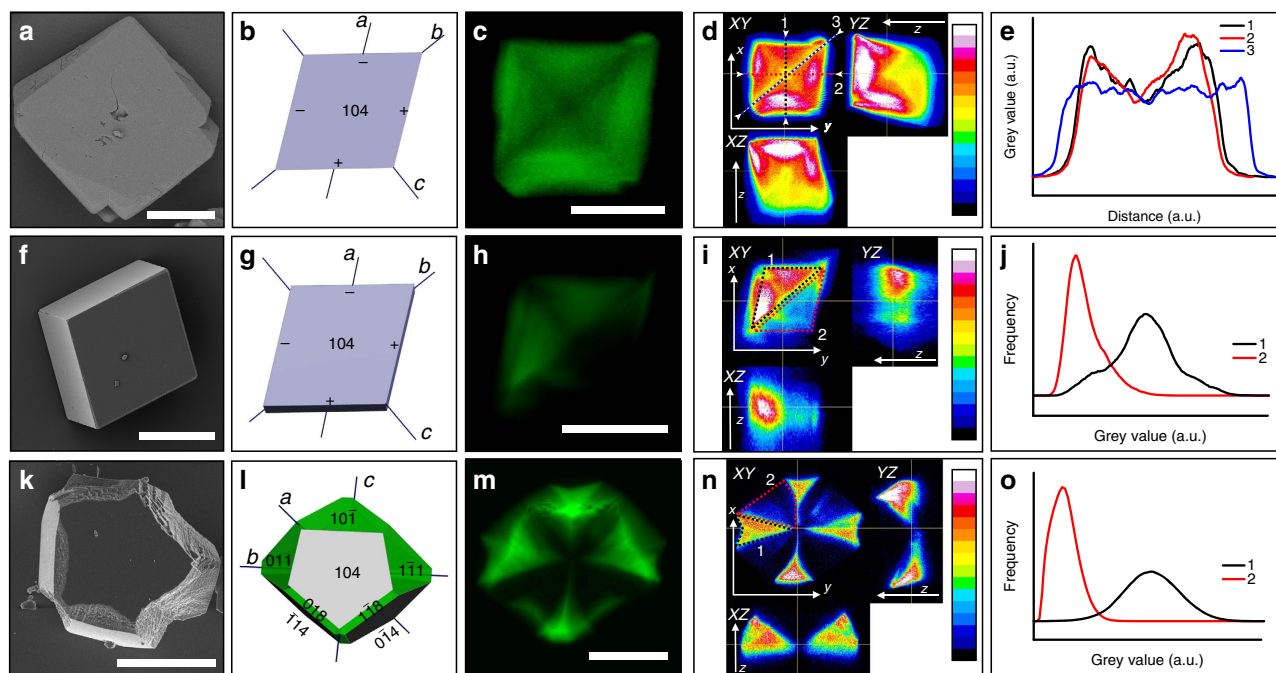 a
b
a
b
−
−
104
+
+
c
c
d
XY
1
3
YZ
z
x
2
y
XZ
z
e
Grey value (a.u.)
1
2
3
Distance (a.u.)
f
g
a
b
−
−
104
+
+
c
h
i
XY
1
YZ
x
2
y
z
XZ
z
j
Frequency
1
2
Grey value (a.u.)
k
l
c
a
101̄
b
011
104
11̄1
018
11̄8
1̄14
01̄4
m
n
XY
2
YZ
x
1
y
z
XZ
z
o
Frequency
1
2
Grey value (a.u.)